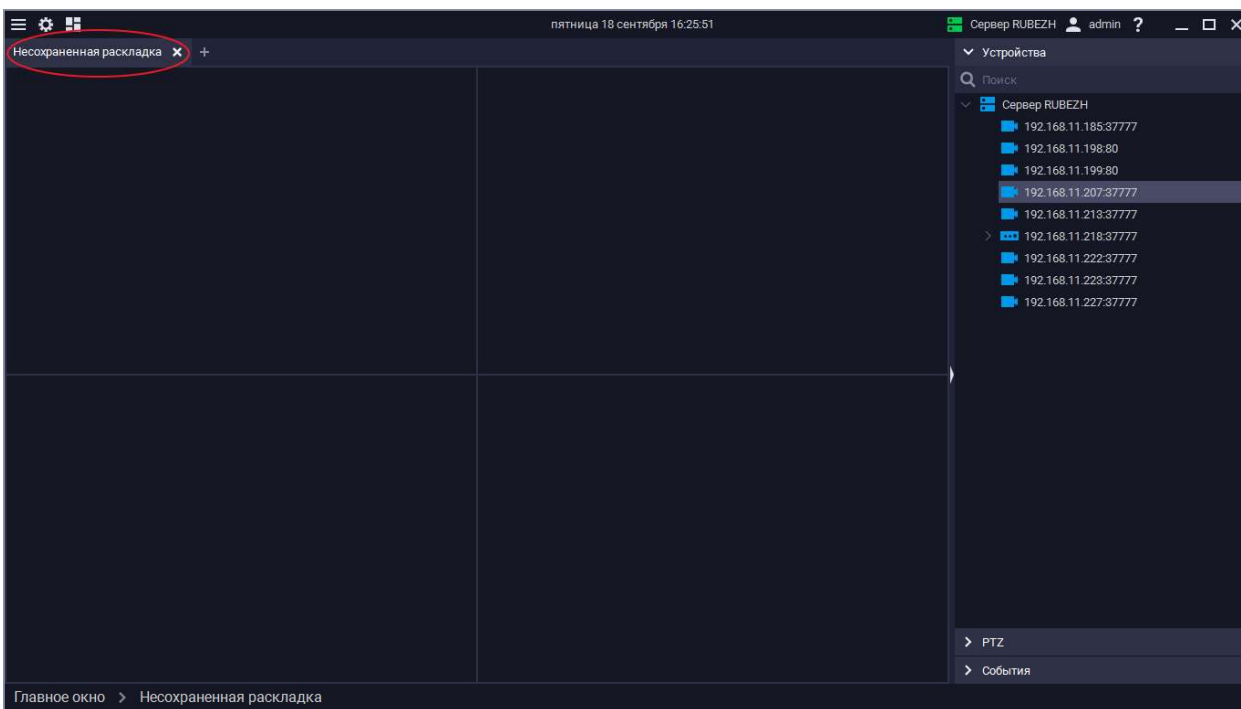 пятница 18 сентября 16:25:51
Сервер RUBEZH admin ?
Несохраненная раскладка
Устройства
Поиск
Сервер RUBEZH
192.168.11.185:37777
192.168.11.198:80
192.168.11.199:80
192.168.11.207:37777
192.168.11.213:37777
192.168.11.218:37777
192.168.11.222:37777
192.168.11.223:37777
192.168.11.227:37777
PTZ
События
Главное окно > Несохраненная раскладка